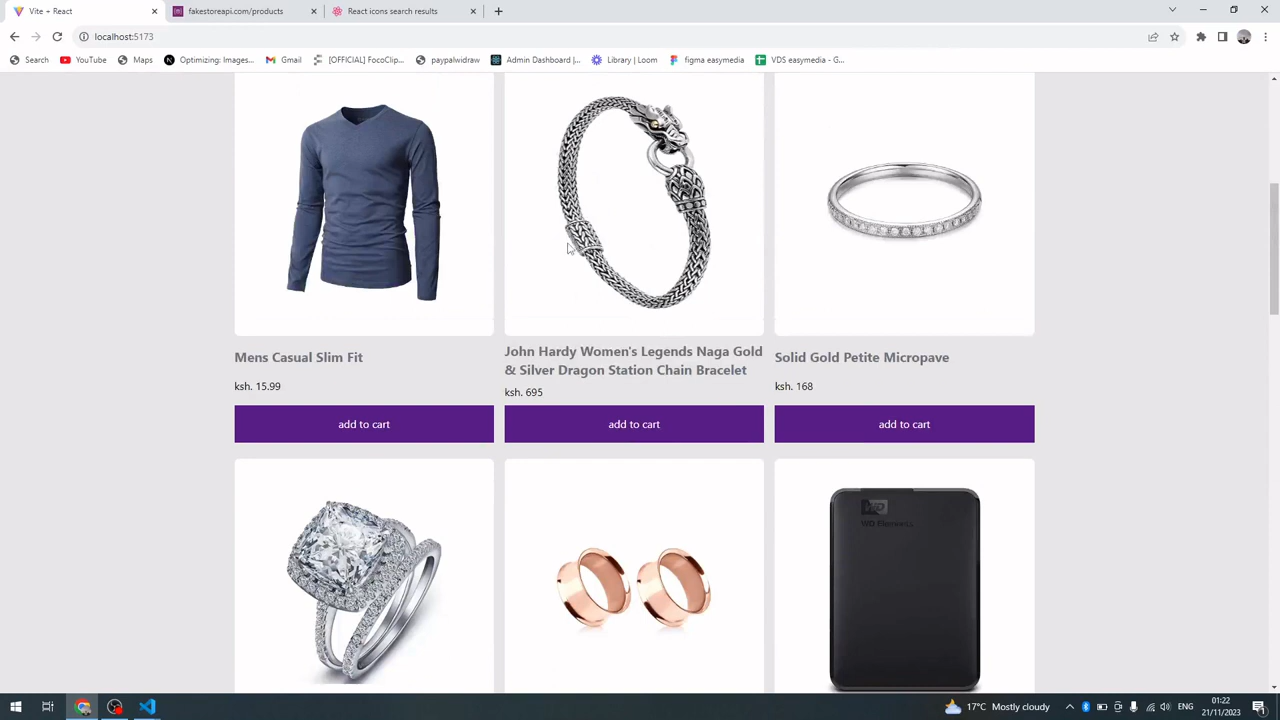 Vite + React
fakestoreapi.com/products
React icons search results
localhost:5173
Search
YouTube
Maps
Optimizing: Images...
Gmail
[OFFICIAL] FocoClip...
paypalwidraw
Admin Dashboard |...
Library | Loom
figma easymedia
VDS easymedia - G...
Mens Casual Slim Fit
ksh. 15.99
add to cart
John Hardy Women's Legends Naga Gold
& Silver Dragon Station Chain Bracelet
ksh. 695
add to cart
Solid Gold Petite Micropave
ksh. 168
add to cart
WD
WD Elements
17°C Mostly cloudy
ENG
01:22
21/11/2023